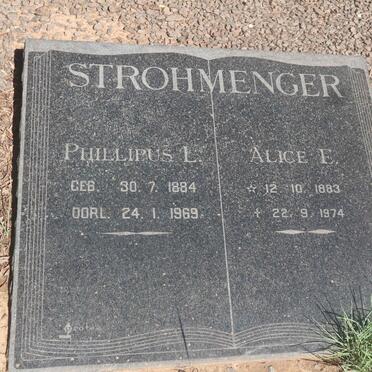 STROHMENGER
PHILLIPUS L.
GEB. 30. 7. 1884
OORL. 24. 1. 1969
ALICE E.
☆ 12. 10. 1883
✝ 22. 9. 1974